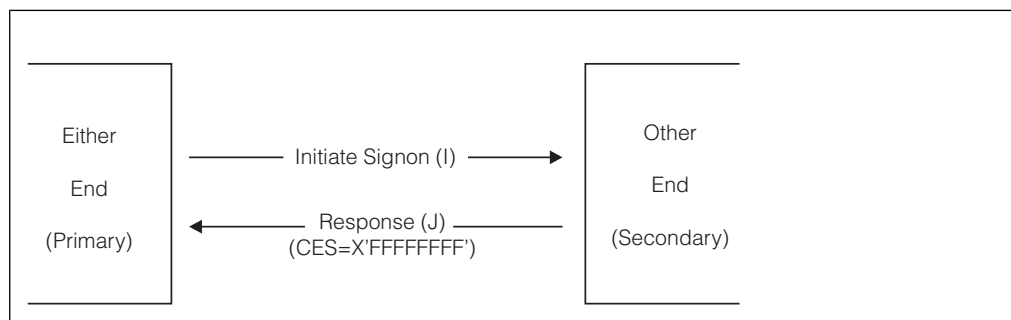 Either
End
(Primary)
Initiate Signon (I)
Response (J)
(CES=X’FFFFFFFF’)
Other
End
(Secondary)